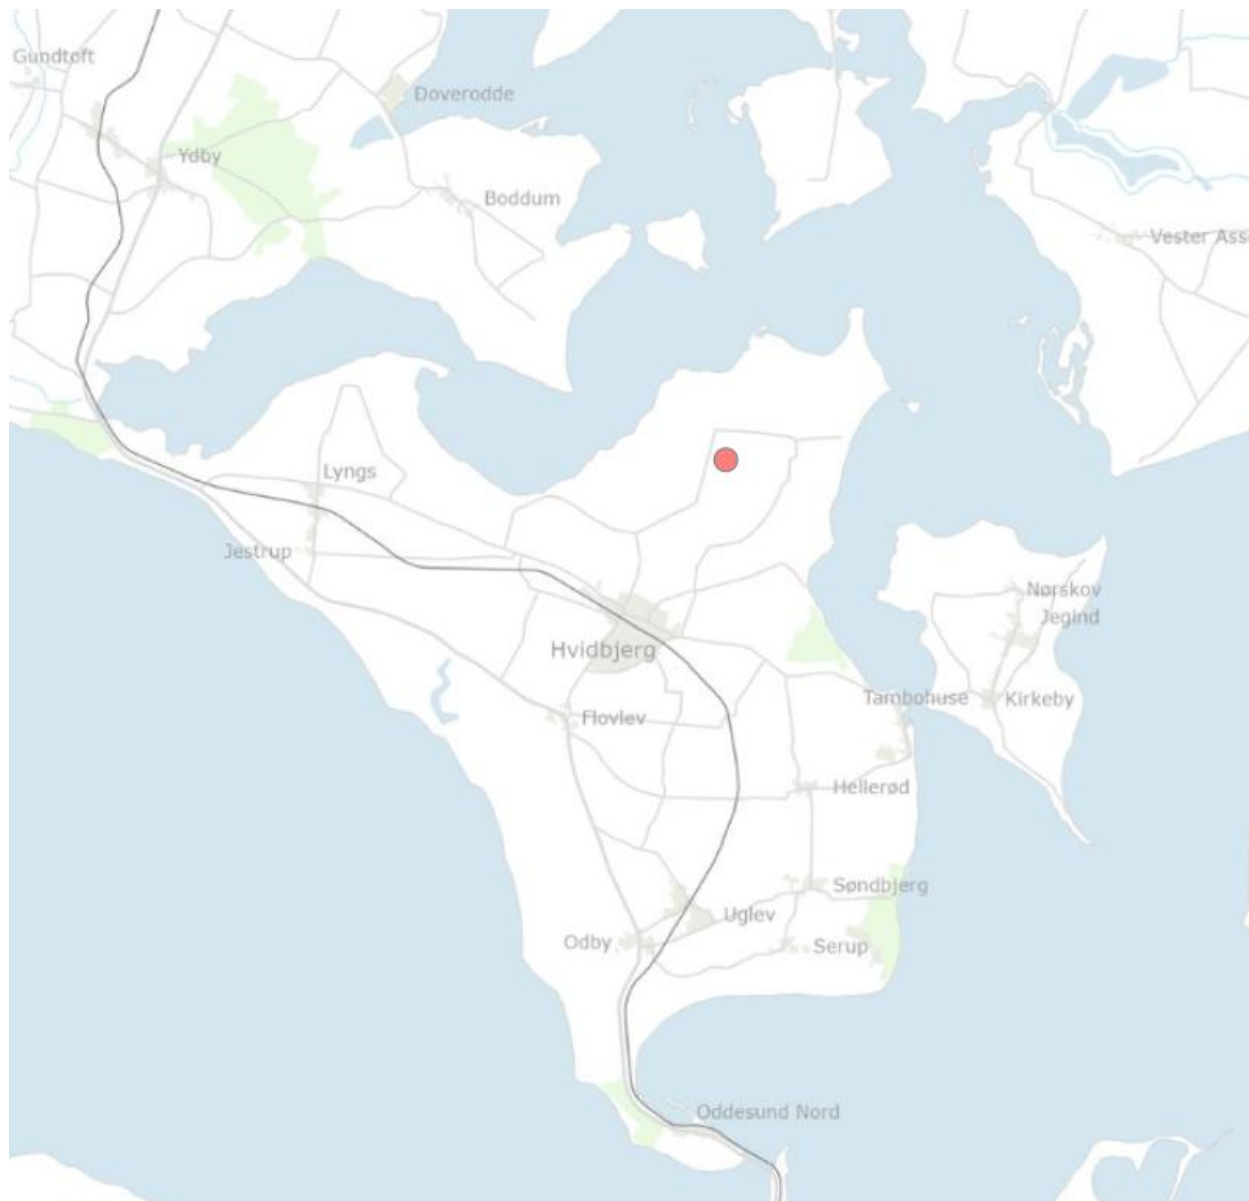 Gundtoft
Doverodde
Ydby
Boddum
Vester Ass
Lyngs
Jestrup
Nørskov
Jegind
Hvidbjerg
Tambohuse
Kirkeby
Flovlev
Hellerød
Søndbjerg
Uglev
Odby
Serup
Oddesund Nord